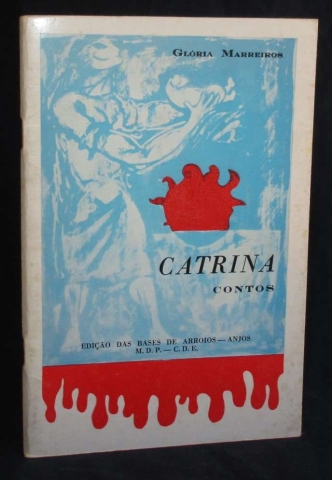 GLÓRIA MARREIROS
CATRINA
CONTOS
EDIÇÃO DAS BASES DE ARROIOS — ANJOS
M. D. P. — C. D. E.